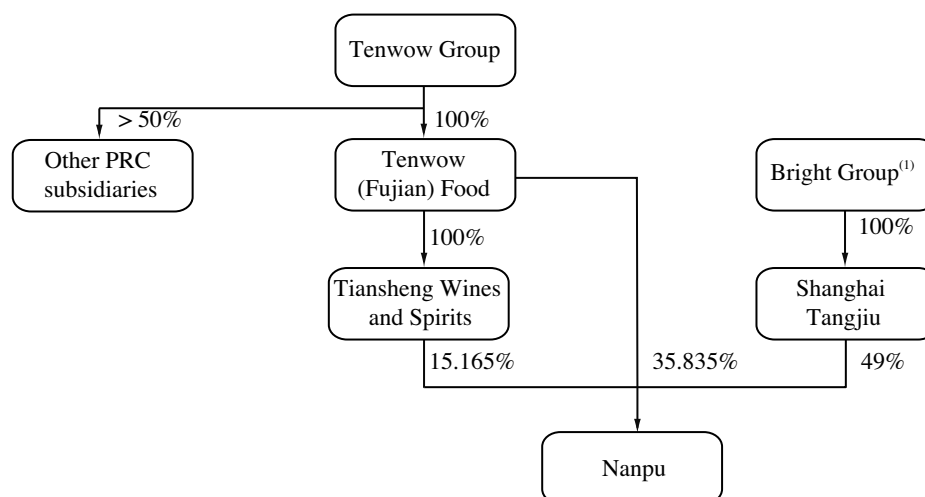 Tenwow Group
> 50%
100%
Other PRC
subsidiaries
Tenwow
(Fujian) Food
Bright Group(1)
100%
100%
Tiansheng Wines
and Spirits
Shanghai
Tangjiu
15.165%
35.835%
49%
Nanpu